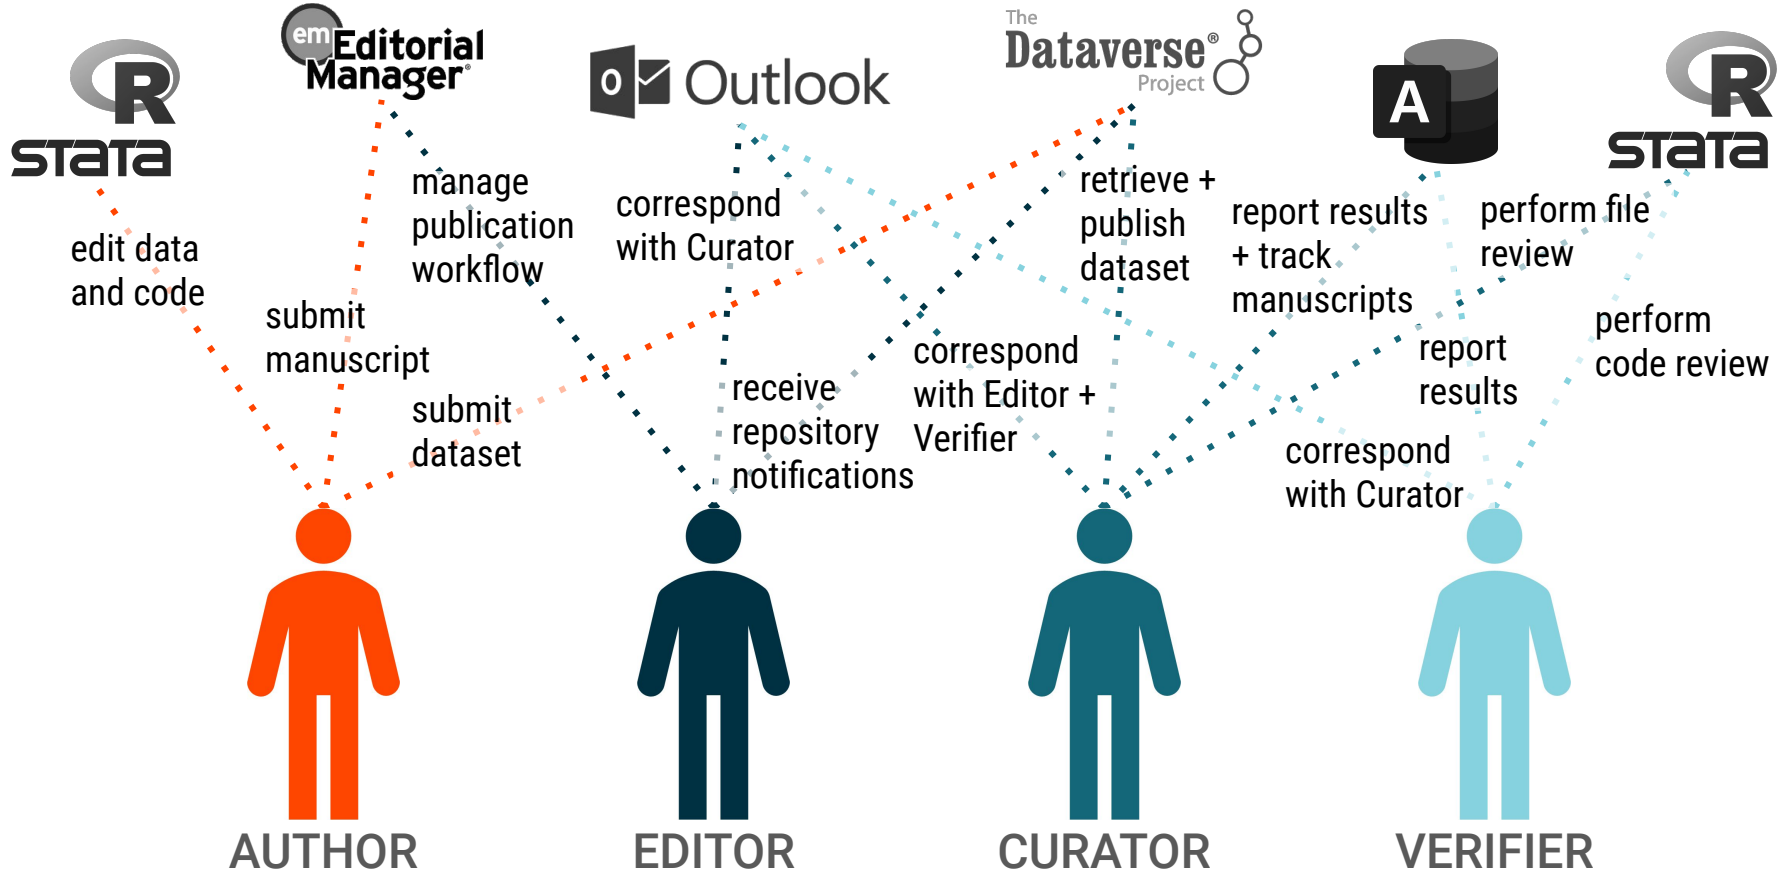 R
STATA
em Editorial
Manager®
Outlook
The
Dataverse®
Project
A
R
STATA
edit data
and code
submit
manuscript
manage
publication
workflow
submit
dataset
correspond
with Curator
receive
repository
notifications
correspond
with Editor +
Verifier
retrieve +
publish
dataset
report results
+ track
manuscripts
perform file
review
report
results
correspond
with Curator
perform
code review
AUTHOR
EDITOR
CURATOR
VERIFIER